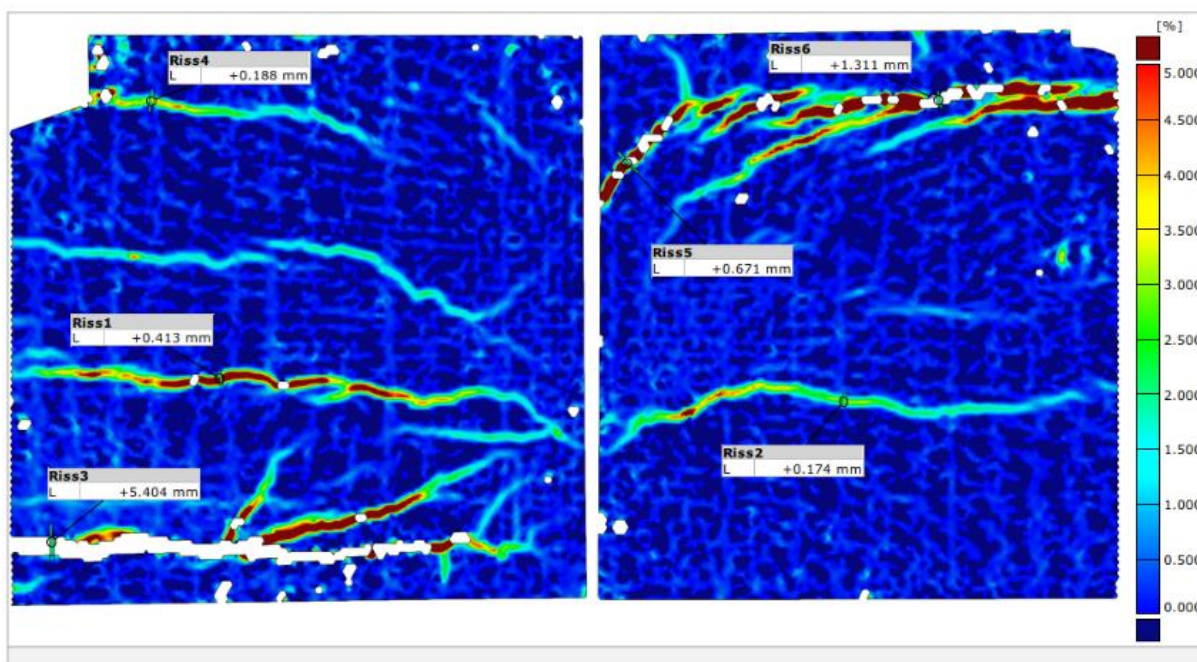 [%]
Riss4
L +0.188 mm
Riss6
L +1.311 mm
5.000
4.500
4.000
3.500
Riss5
L +0.671 mm
3.000
Riss1
L +0.413 mm
2.500
2.000
1.500
Riss2
L +0.174 mm
Riss3
L +5.404 mm
1.000
0.500
0.000